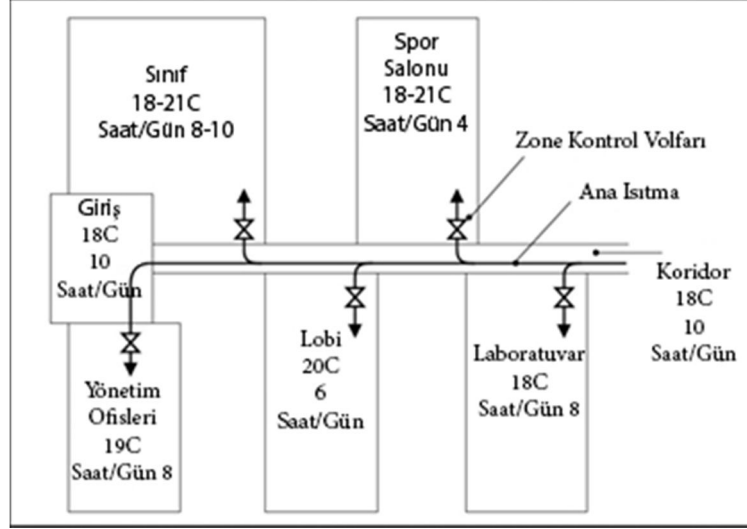 Sınıf
18-21C
Saat/Gün 8-10
Spor
Salonu
18-21C
Saat/Gün 4
Zone Kontrol Volfarı
Ana Isıtma
Giriş
18C
10
Saat/Gün
Koridor
18C
10
Saat/Gün
Yönetim
Ofisleri
19C
Saat/Gün 8
Lobi
20C
6
Saat/Gün
Laboratuvar
18C
Saat/Gün 8